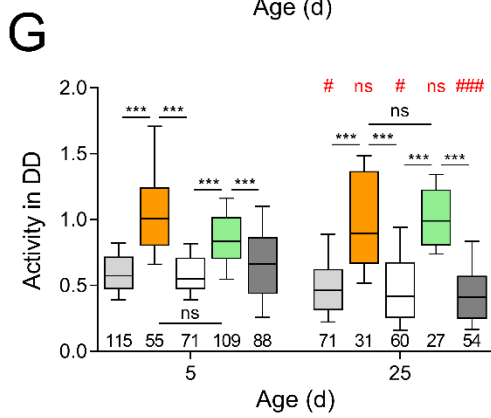 Age (d)
G
# ns # ns ###
2.0
ns
*** ***
*** ***
1.5
*** ***
*** ***
1.0
Activity in DD
0.5
ns
115 55 71 109 88 71 31 60 27 54
0.0
5 25
Age (d)